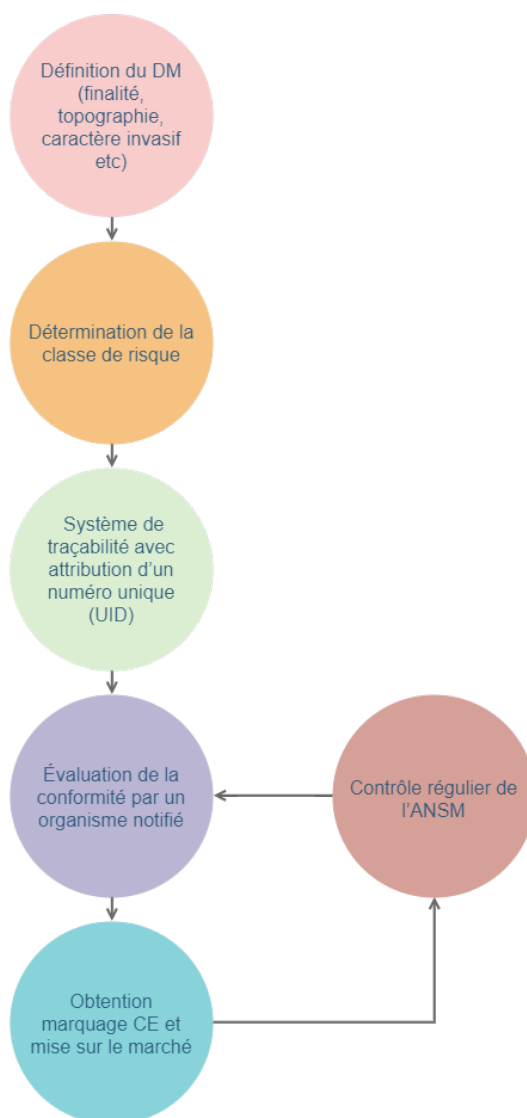 Définition du DM
(finalité,
topographie,
caractère invasif
etc)
Détermination de la
classe de risque
Système de
traçabilité avec
attribution d'un
numéro unique
(UID)
Évaluation de la
conformité par un
organisme notifié
Contrôle régulier de
l'ANSM
Obtention
marquage CE et
mise sur le marché